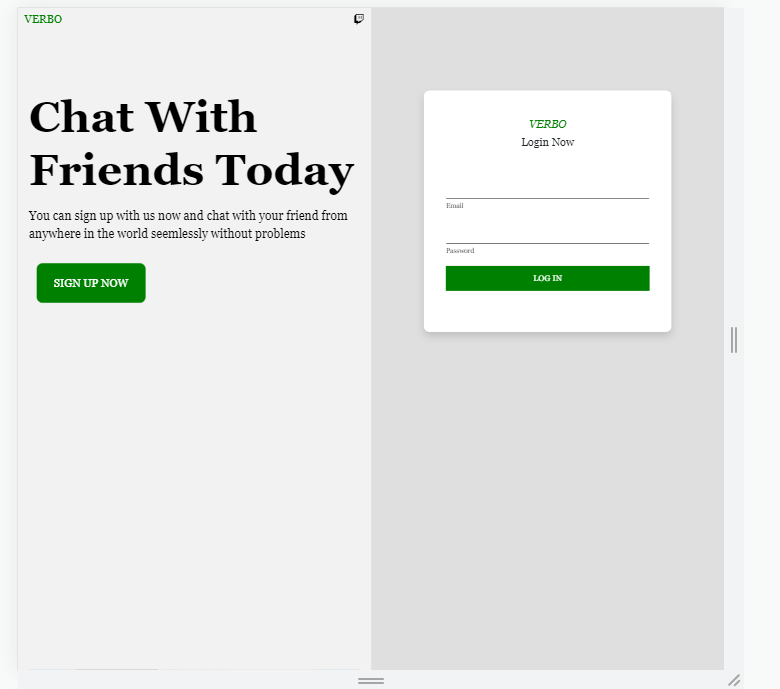 VERBO
Chat With
Friends Today
You can sign up with us now and chat with your friend from
anywhere in the world seemlessly without problems
SIGN UP NOW
VERBO
Login Now
Email
Password
LOG IN